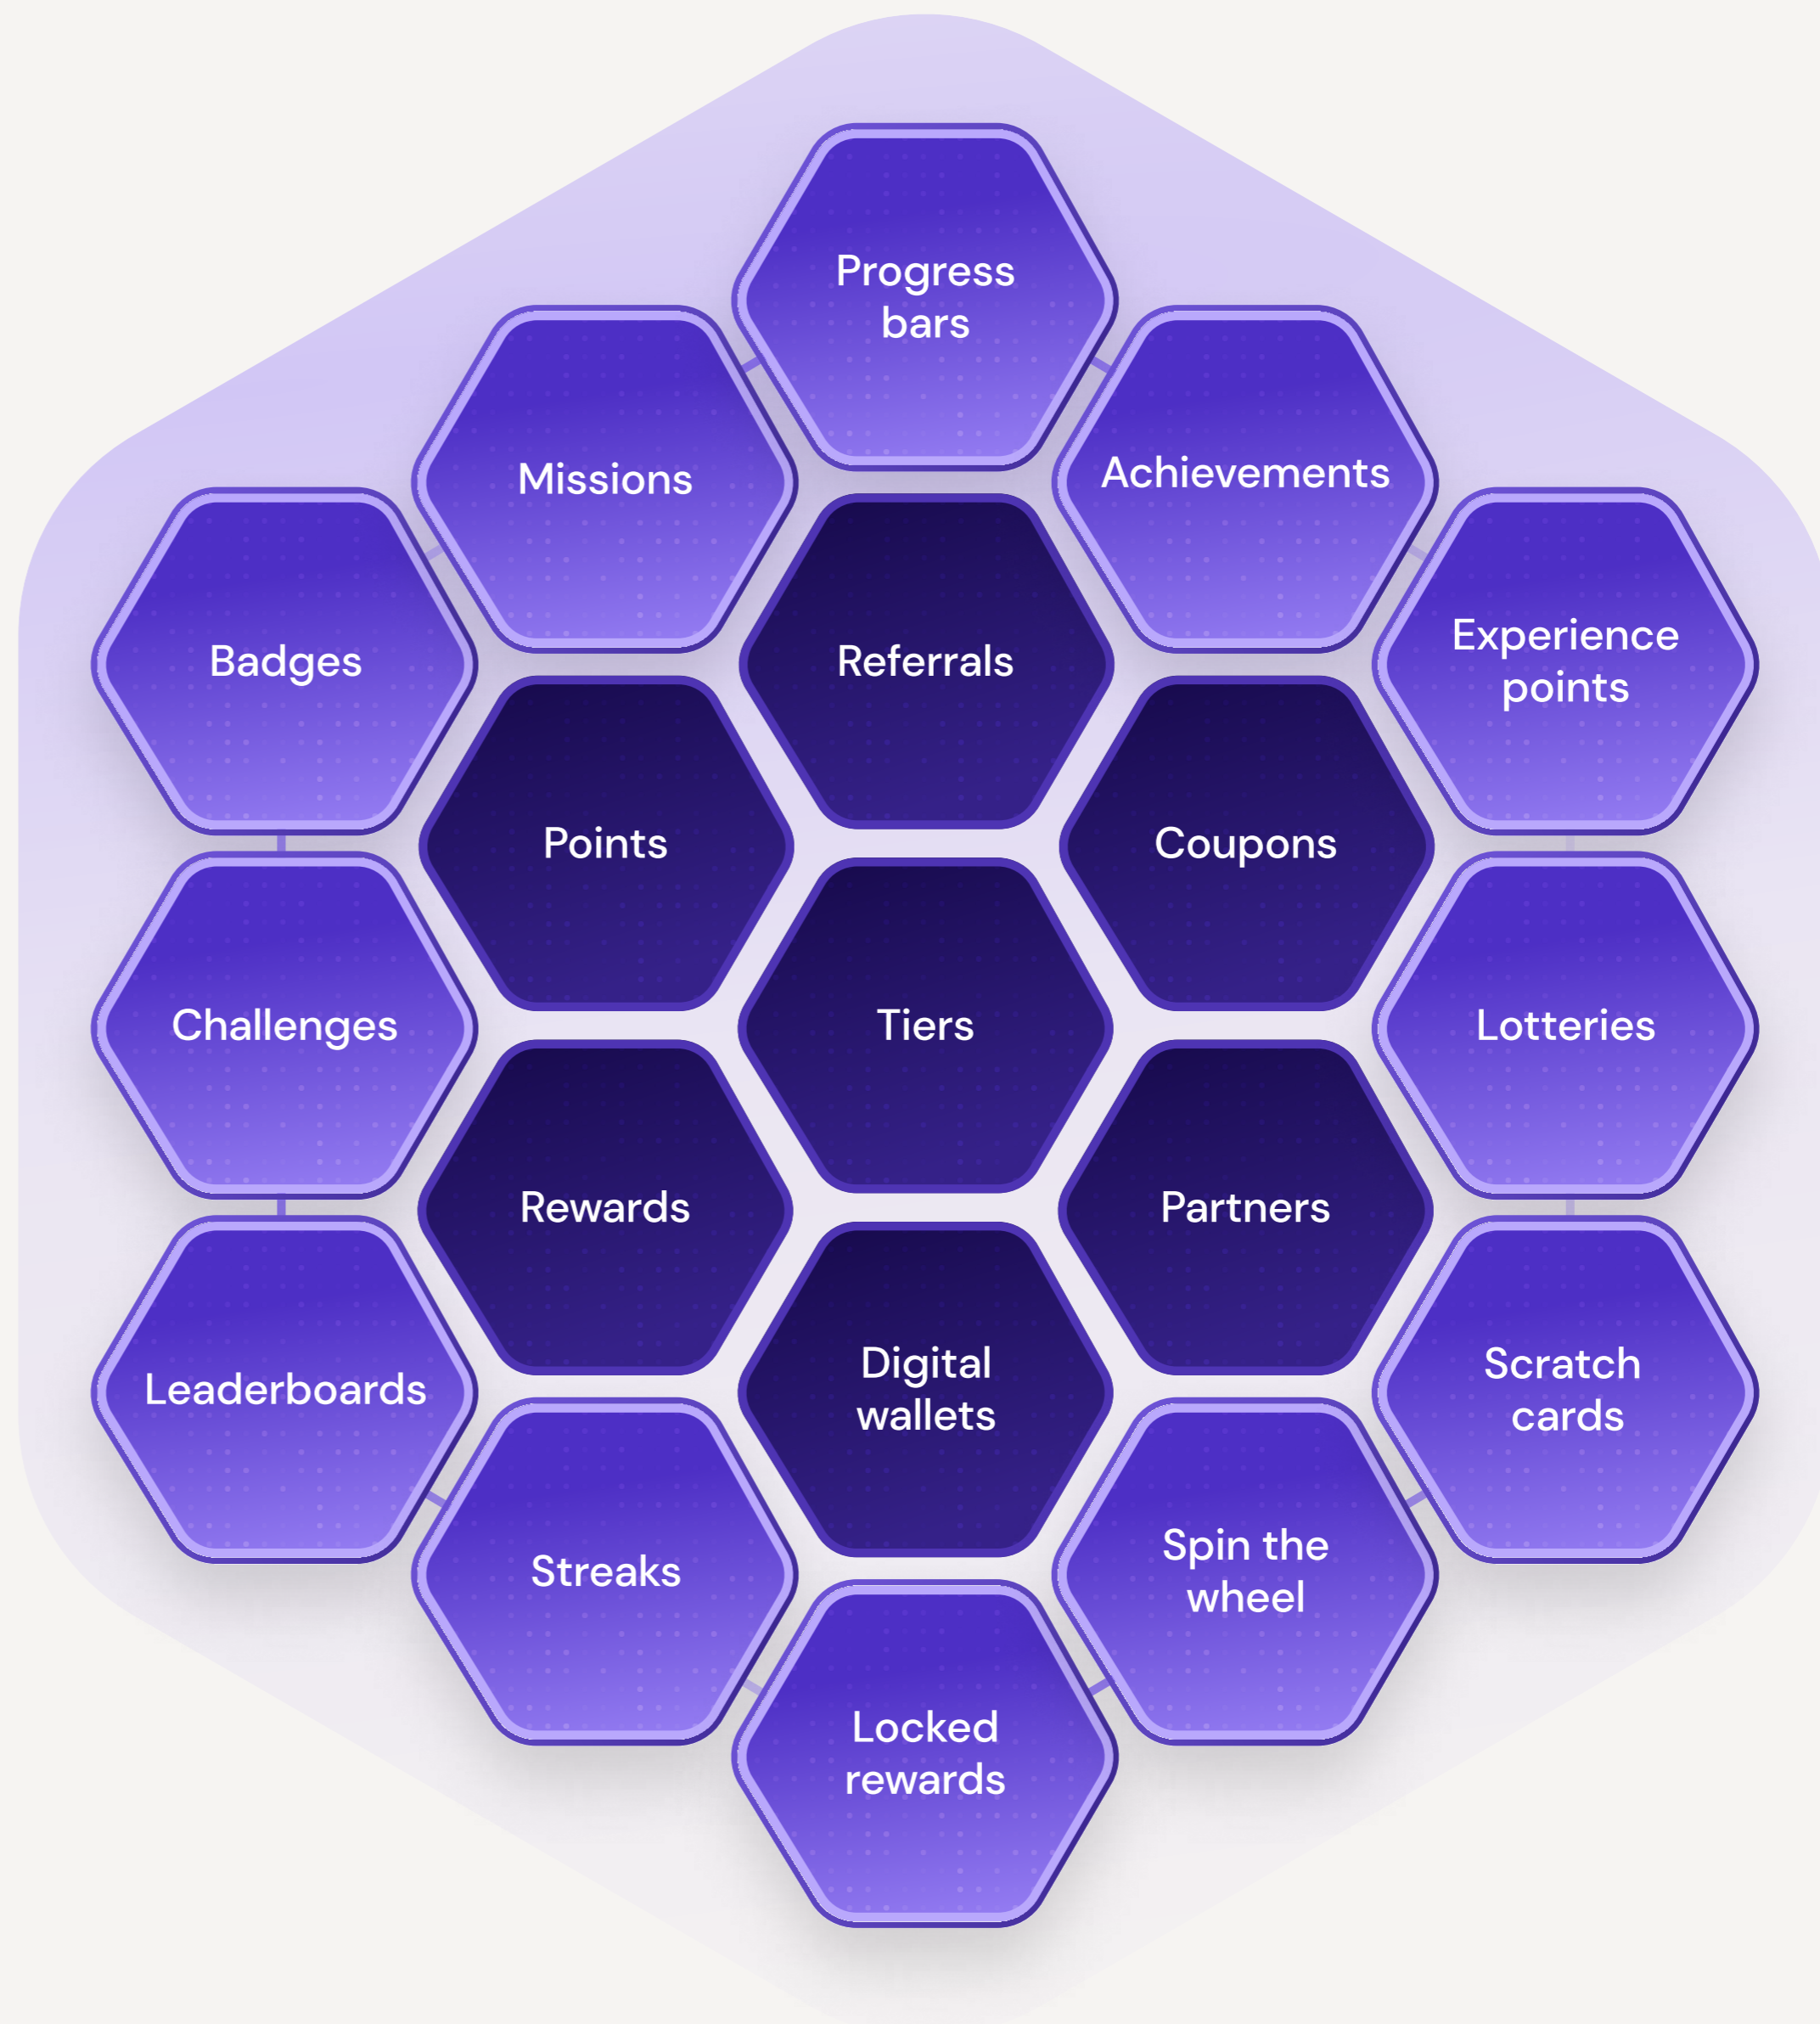 Progress
bars
Missions
Achievements
Badges
Referrals
Experience
points
Points
Coupons
Challenges
Tiers
Lotteries
Rewards
Partners
Leaderboards
Digital
wallets
Scratch
cards
Streaks
Spin the
wheel
Locked
rewards